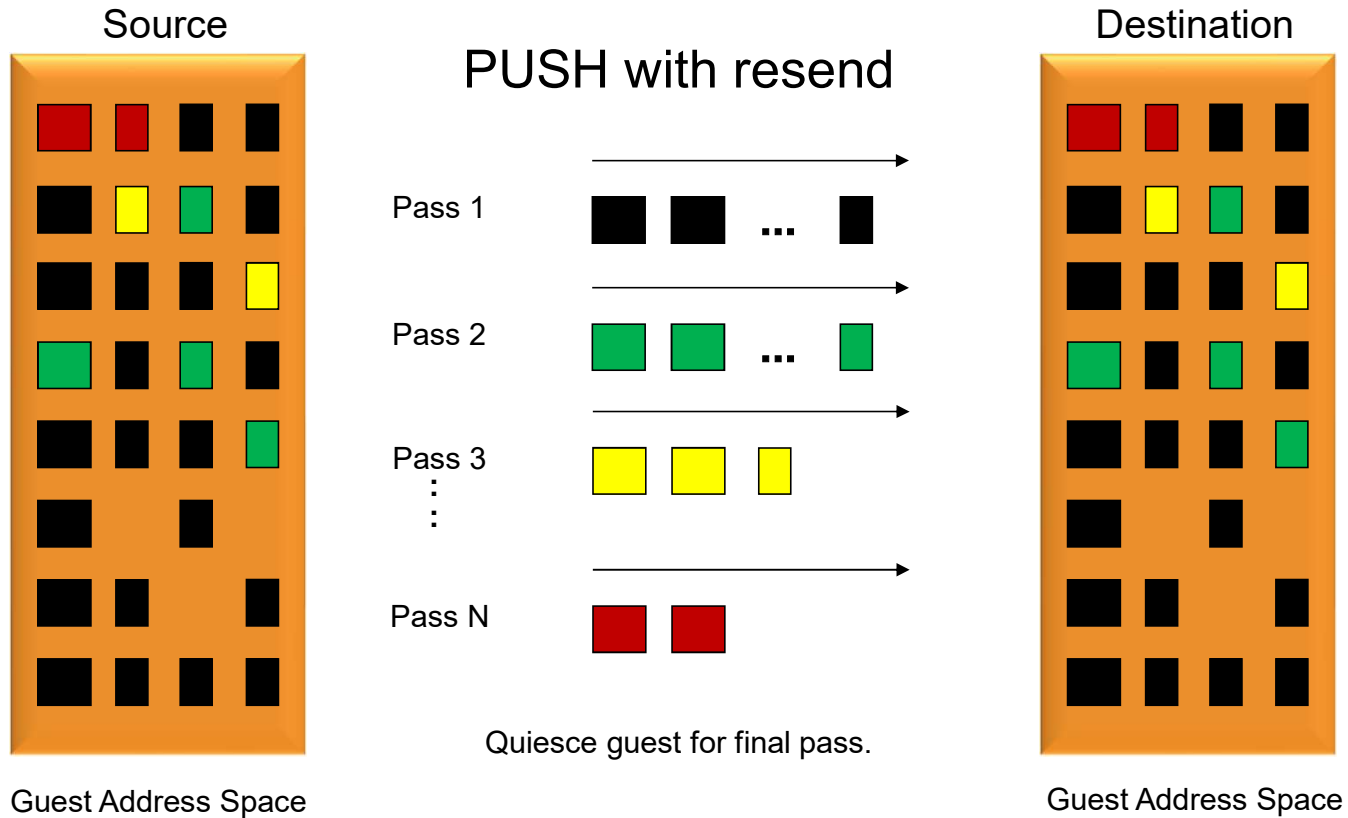 Source
Destination
PUSH with resend
Pass 1
...
Pass 2
...
Pass 3
Pass N
Quiesce guest for final pass.
Guest Address Space
Guest Address Space